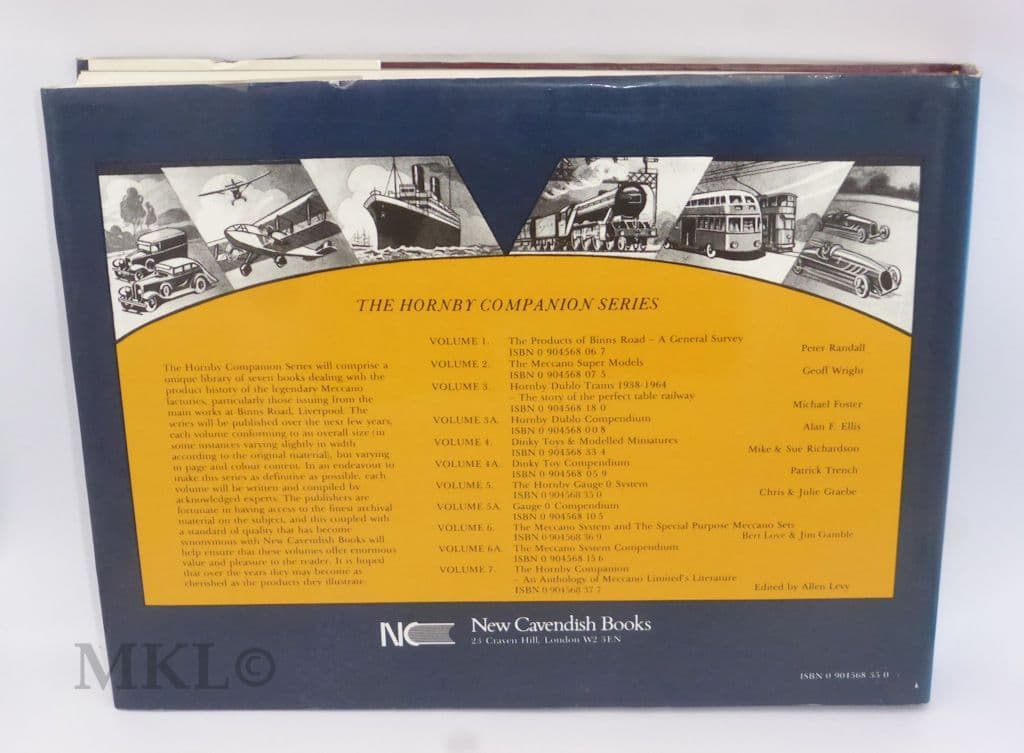 THE HORNBY COMPANION SERIES
The Hornby Companion Series will comprise a
unique library of seven books dealing with the
product history of the legendary Meccano
factories, particularly those issuing from the
main works at Binns Road, Liverpool. The
series will be published over the next few years,
each volume conforming to an overall size (in
some instances varying slightly in width
according to the original material), but varying
in page and colour content. In an endeavour to
make this series as definitive as possible, each
volume will be written and compiled by
acknowledged experts. The publishers are
fortunate in having access to the finest archival
material on the subject, and this coupled with
a standard of quality that has become
synonymous with New Cavendish Books will
help ensure that these volumes offer enormous
value and pleasure to the reader. It is hoped
that over the years they may become as
cherished as the products they illustrate.
VOLUME 1. The Products of Binns Road – A General Survey
ISBN 0 904568 06 7 Peter Randall
VOLUME 2. The Meccano Super Models
ISBN 0 904568 07 5 Geoff Wright
VOLUME 3. Hornby Dublo Trains 1938-1964
– The story of the perfect table railway
ISBN 0 904568 18 0 Michael Foster
VOLUME 3A. Hornby Dublo Compendium
ISBN 0 904568 00 8 Alan F. Ellis
VOLUME 4. Dinky Toys & Modelled Miniatures
ISBN 0 904568 33 4 Mike & Sue Richardson
VOLUME 4A. Dinky Toy Compendium
ISBN 0 904568 05 9 Patrick Trench
VOLUME 5. The Hornby Gauge 0 System
ISBN 0 904568 35 0 Chris & Julie Graebe
VOLUME 5A. Gauge 0 Compendium
ISBN 0 904568 10 5
VOLUME 6. The Meccano System and The Special Purpose Meccano Sets
ISBN 0 904568 36 9 Bert Love & Jim Gamble
VOLUME 6A. The Meccano System Compendium
ISBN 0 904568 15 6
VOLUME 7. The Hornby Companion
– An Anthology of Meccano Limited's Literature
ISBN 0 904568 37 7 Edited by Allen Levy
NC New Cavendish Books
23 Craven Hill, London W2 3EN
MKL©
ISBN 0 904568 35 0